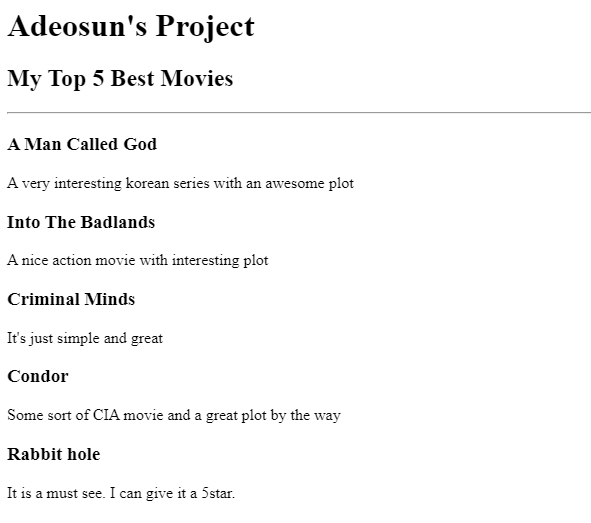 Adeosun's Project
My Top 5 Best Movies
A Man Called God
A very interesting korean series with an awesome plot
Into The Badlands
A nice action movie with interesting plot
Criminal Minds
It's just simple and great
Condor
Some sort of CIA movie and a great plot by the way
Rabbit hole
It is a must see. I can give it a 5star.